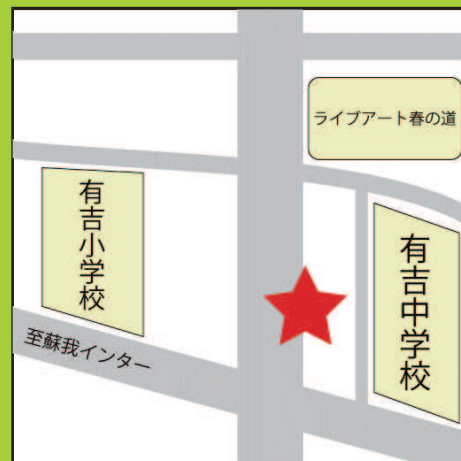 ライブアート春の道
有吉小学校
有吉中学校
至蘇我インター